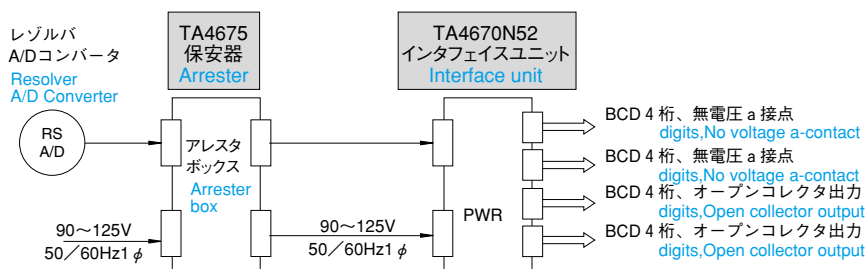 レゾルバ
A/Dコンバータ
Resolver
A/D Converter
RS
A/D
TA4675
保安器
Arrester
アレスタ
ボックス
Arrester
box
90～125V
50／60Hz1φ
90～125V
50／60Hz1φ
TA4670N52
インタフェイスユニット
Interface unit
PWR
BCD 4 桁、無電圧 a 接点
digits,No voltage a-contact
BCD 4 桁、無電圧 a 接点
digits,No voltage a-contact
BCD 4 桁、オープンコレクタ出力
digits,Open collector output
BCD 4 桁、オープンコレクタ出力
digits,Open collector output